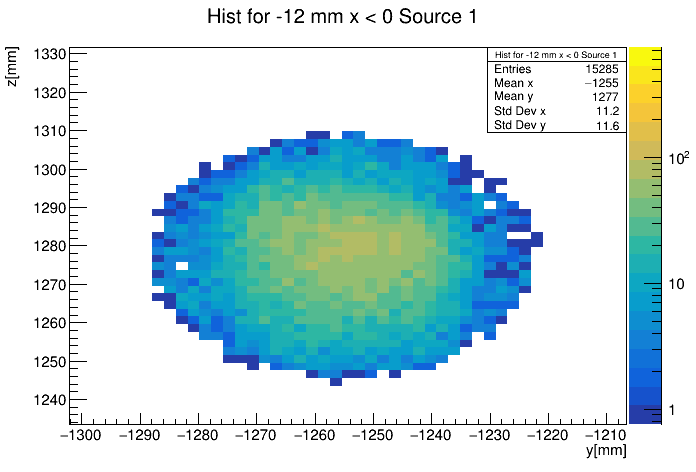 Hist for -12 mm x < 0 Source 1
z[mm]
1330
1320
1310
1300
1290
1280
1270
1260
1250
1240
Hist for -12 mm x < 0 Source 1
Entries 15285
Mean x −1255
Mean y 1277
Std Dev x 11.2
Std Dev y 11.6
10²
10
1
−1300 −1290 −1280 −1270 −1260 −1250 −1240 −1230 −1220 −1210
y[mm]